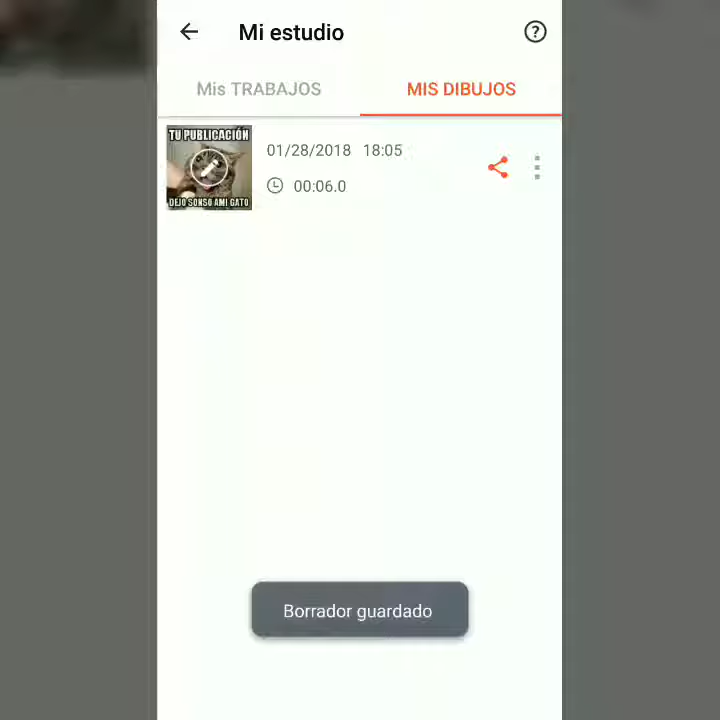 Mi estudio
Mis TRABAJOS
MIS DIBUJOS
TU PUBLICACIÓN
DEJO SONSO AMI GATO
01/28/2018 18:05
00:06.0
Borrador guardado